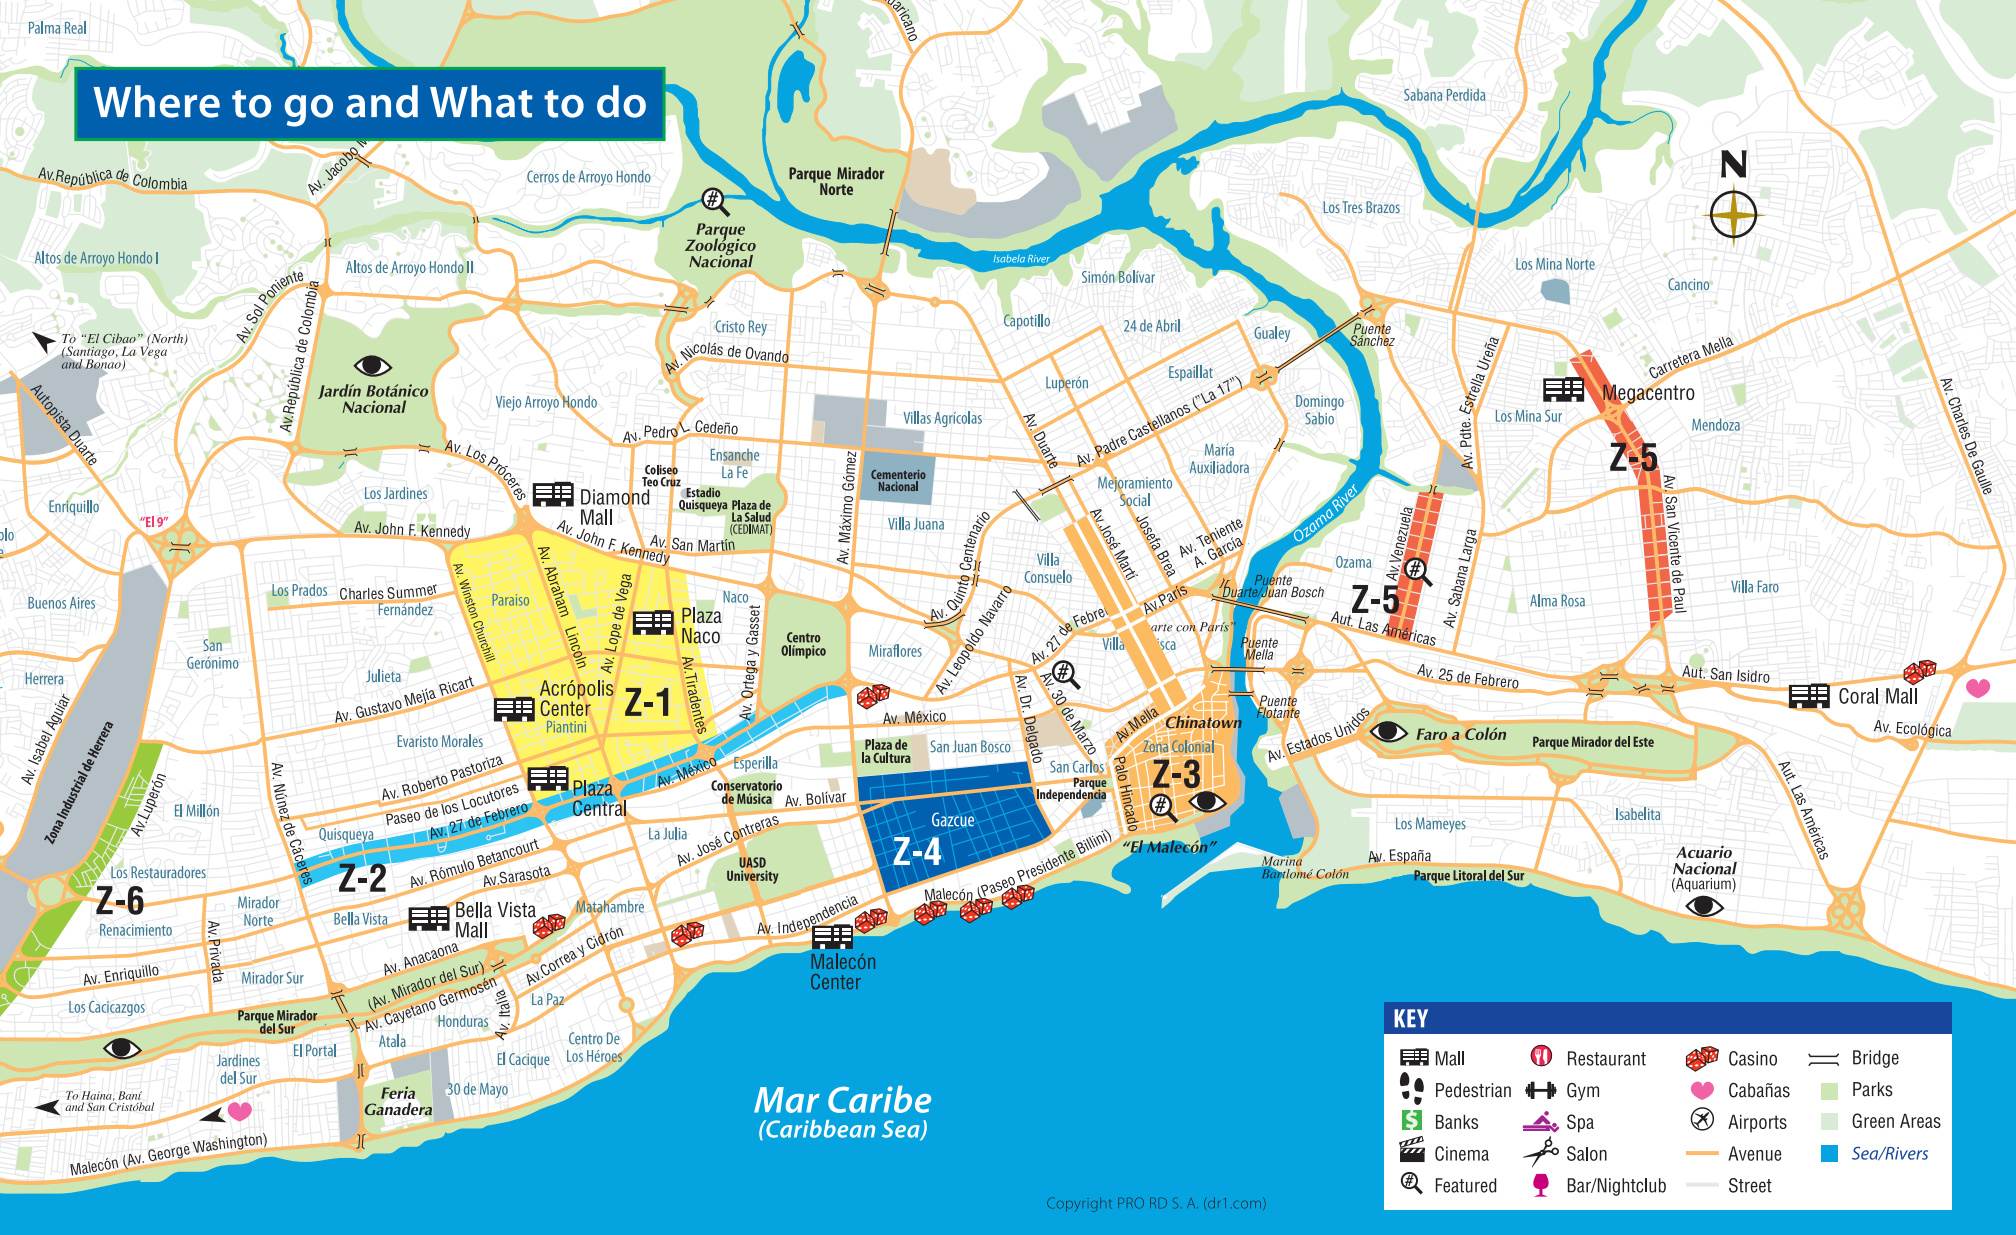 Where to go and What to do
Palma Real
Av.República de Colombia
Av. Jacobo M
Cerros de Arroyo Hondo
Parque Mirador
Norte
Sabana Perdida
N
Los Tres Brazos
Parque
Zoológico
Nacional
Altos de Arroyo Hondo I
Altos de Arroyo Hondo II
Isabela River
Simón Bolívar
Los Mina Norte
Cancino
Av. Sol Poniente
Av.República de Colombia
To "El Cibao" (North)
(Santiago, La Vega
and Bonao)
Autopista Duarte
Jardín Botánico
Nacional
Cristo Rey
Av. Nicolás de Ovando
Capotillo
24 de Abril
Gualey
Puente
Sánchez
Carretera Mella
Av. Pdte. Estrella Ureña
Luperón
Espaillat
Viejo Arroyo Hondo
Villas Agrícolas
Av. Duarte
Av. Padre Castellanos ("La 17")
Domingo
Sabio
Megacentro
Los Mina Sur
Mendoza
Av. Charles De Gaulle
Av. Pedro L. Cedeño
Ensanche
La Fe
María
Auxiliadora
Av. Los Próceres
Coliseo
Teo Cruz
Cementerio
Nacional
Z-5
Los Jardines
Diamond
Mall
Estadio
Quisqueya
Plaza de
La Salud
(CEDIMAT)
Av. Máximo Gómez
Mejoramiento
Social
Enriquillo
"El 9"
Av. John F. Kennedy
Av. John F. Kennedy
Av. San Martín
Villa Juana
Av. Quinto Centenario
Av. José Martí
Josefa Brea
Av. Teniente
A. García
Ozama River
Av. Venezuela
Av. Sabana Larga
Av. San Vicente de Paul
Villa
Consuelo
Ozama
Z-5
Alma Rosa
Villa Faro
Buenos Aires
Los Prados
Charles Summer
Fernández
Av. Winston Churchill
Paraiso
Av. Abraham Lincoln
Av. Lope de Vega
Plaza
Naco
Naco
Av. Ortega y Gasset
Centro
Olímpico
Miraflores
Av. Leopoldo Navarro
Av. 27 de Febrer
Av.París
Puente
Duarte/Juan Bosch
Aut. Las Américas
arte con París"
Puente
Mella
San
Gerónimo
Herrera
Julieta
Av. Gustavo Mejía Ricart
Acrópolis
Center
Piantini
Z-1
Av.Tiradentes
Av. Dr. Delgado
Av. 30 de Marzo
Av. 25 de Febrero
Aut. San Isidro
Coral Mall
Av. Ecológica
Av. Isabel Aguiar
Zona Industrial de Herrera
Evaristo Morales
Av. Roberto Pastoriza
Av. México
Av. México
Plaza de
la Cultura
San Juan Bosco
Av.Mella
Chinatown
Zona Colonial
Z-3
Puente
Flotante
Av. Estados Unidos
Faro a Colón
Parque Mirador del Este
Av.Luperón
El Millón
Av. Núnez de Cáceres
Paseo de los Locutores
Av. 27 de Febrero
Plaza
Central
Esperilla
Conservatorio
de Música
Av. Bolívar
San Carlos
Parque
Independencia
Palo Hincado
Quisqueya
Z-2
La Julia
Av. José Contreras
Gazcue
Z-4
"El Malecón"
Los Mameyes
Isabelita
Aut. Las Américas
Los Restauradores
Z-6
Renacimiento
Mirador
Norte
Av. Rómulo Betancourt
Av.Sarasota
UASD
University
Malecón (Paseo Presidente Billini)
Marina
Bartlomé Colón
Av. España
Parque Litoral del Sur
Acuario
Nacional
(Aquarium)
Bella Vista
Bella Vista
Mall
Matahambre
Av. Independencia
Av. Privada
Av. Enriquillo
Mirador Sur
Av. Anacaona
(Av. Mirador del Sur)
Av.Correa y Cidrón
Malecón
Center
Los Cacicazgos
Parque Mirador
del Sur
Av. Cayetano Germosén
Av. Italia
La Paz
Honduras
El Portal
Atala
Jardines
del Sur
El Cacique
Centro De
Los Héroes
To Haina, Baní
and San Cristóbal
Feria
Ganadera
30 de Mayo
Malecón (Av. George Washington)
Mar Caribe
(Caribbean Sea)
Copyright PRO RD S. A. (dr1.com)
KEY
Mall
Restaurant
Casino
Bridge
Pedestrian
Gym
Cabañas
Parks
Banks
Spa
Airports
Green Areas
Cinema
Salon
Avenue
Sea/Rivers
Featured
Bar/Nightclub
Street